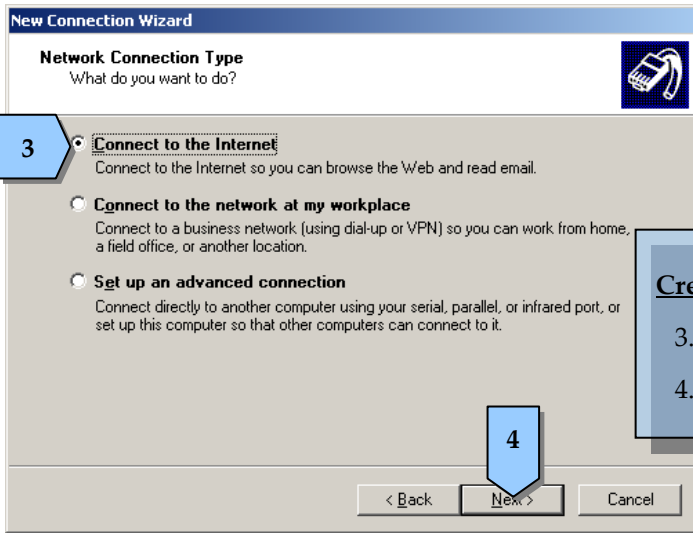 New Connection Wizard
Network Connection Type
What do you want to do?
3
Connect to the Internet
Connect to the Internet so you can browse the Web and read email.
Connect to the network at my workplace
Connect to a business network (using dial-up or VPN) so you can work from home,
a field office, or another location.
Set up an advanced connection
Connect directly to another computer using your serial, parallel, or infrared port, or
set up this computer so that other computers can connect to it.
Cre
3.
4.
4
< Back
Next >
Cancel